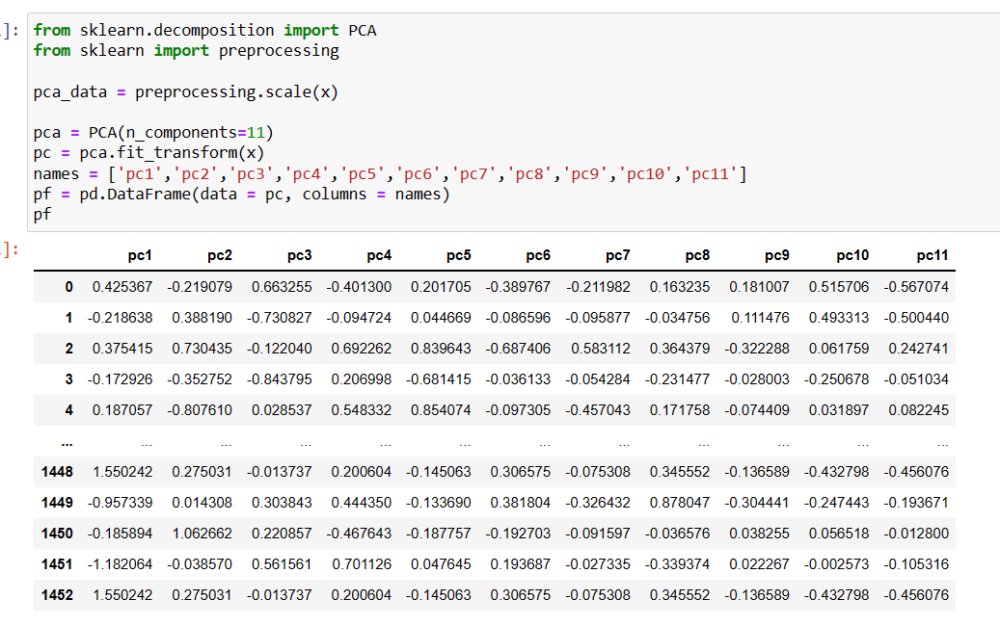 ]: from sklearn.decomposition import PCA
from sklearn import preprocessing
pca_data = preprocessing.scale(x)
pca = PCA(n_components=11)
pc = pca.fit_transform(x)
names = ['pc1','pc2','pc3','pc4','pc5','pc6','pc7','pc8','pc9','pc10','pc11']
pf = pd.DataFrame(data = pc, columns = names)
pf
]:
pc1 pc2 pc3 pc4 pc5 pc6 pc7 pc8 pc9 pc10 pc11
0 0.425367 -0.219079 0.663255 -0.401300 0.201705 -0.389767 -0.211982 0.163235 0.181007 0.515706 -0.567074
1 -0.218638 0.388190 -0.730827 -0.094724 0.044669 -0.086596 -0.095877 -0.034756 0.111476 0.493313 -0.500440
2 0.375415 0.730435 -0.122040 0.692262 0.839643 -0.687406 0.583112 0.364379 -0.322288 0.061759 0.242741
3 -0.172926 -0.352752 -0.843795 0.206998 -0.681415 -0.036133 -0.054284 -0.231477 -0.028003 -0.250678 -0.051034
4 0.187057 -0.807610 0.028537 0.548332 0.854074 -0.097305 -0.457043 0.171758 -0.074409 0.031897 0.082245
... ... ... ... ... ... ... ... ... ... ... ...
1448 1.550242 0.275031 -0.013737 0.200604 -0.145063 0.306575 -0.075308 0.345552 -0.136589 -0.432798 -0.456076
1449 -0.957339 0.014308 0.303843 0.444350 -0.133690 0.381804 -0.326432 0.878047 -0.304441 -0.247443 -0.193671
1450 -0.185894 1.062662 0.220857 -0.467643 -0.187757 -0.192703 -0.091597 -0.036576 0.038255 0.056518 -0.012800
1451 -1.182064 -0.038570 0.561561 0.701126 0.047645 0.193687 -0.027335 -0.339374 0.022267 -0.002573 -0.105316
1452 1.550242 0.275031 -0.013737 0.200604 -0.145063 0.306575 -0.075308 0.345552 -0.136589 -0.432798 -0.456076